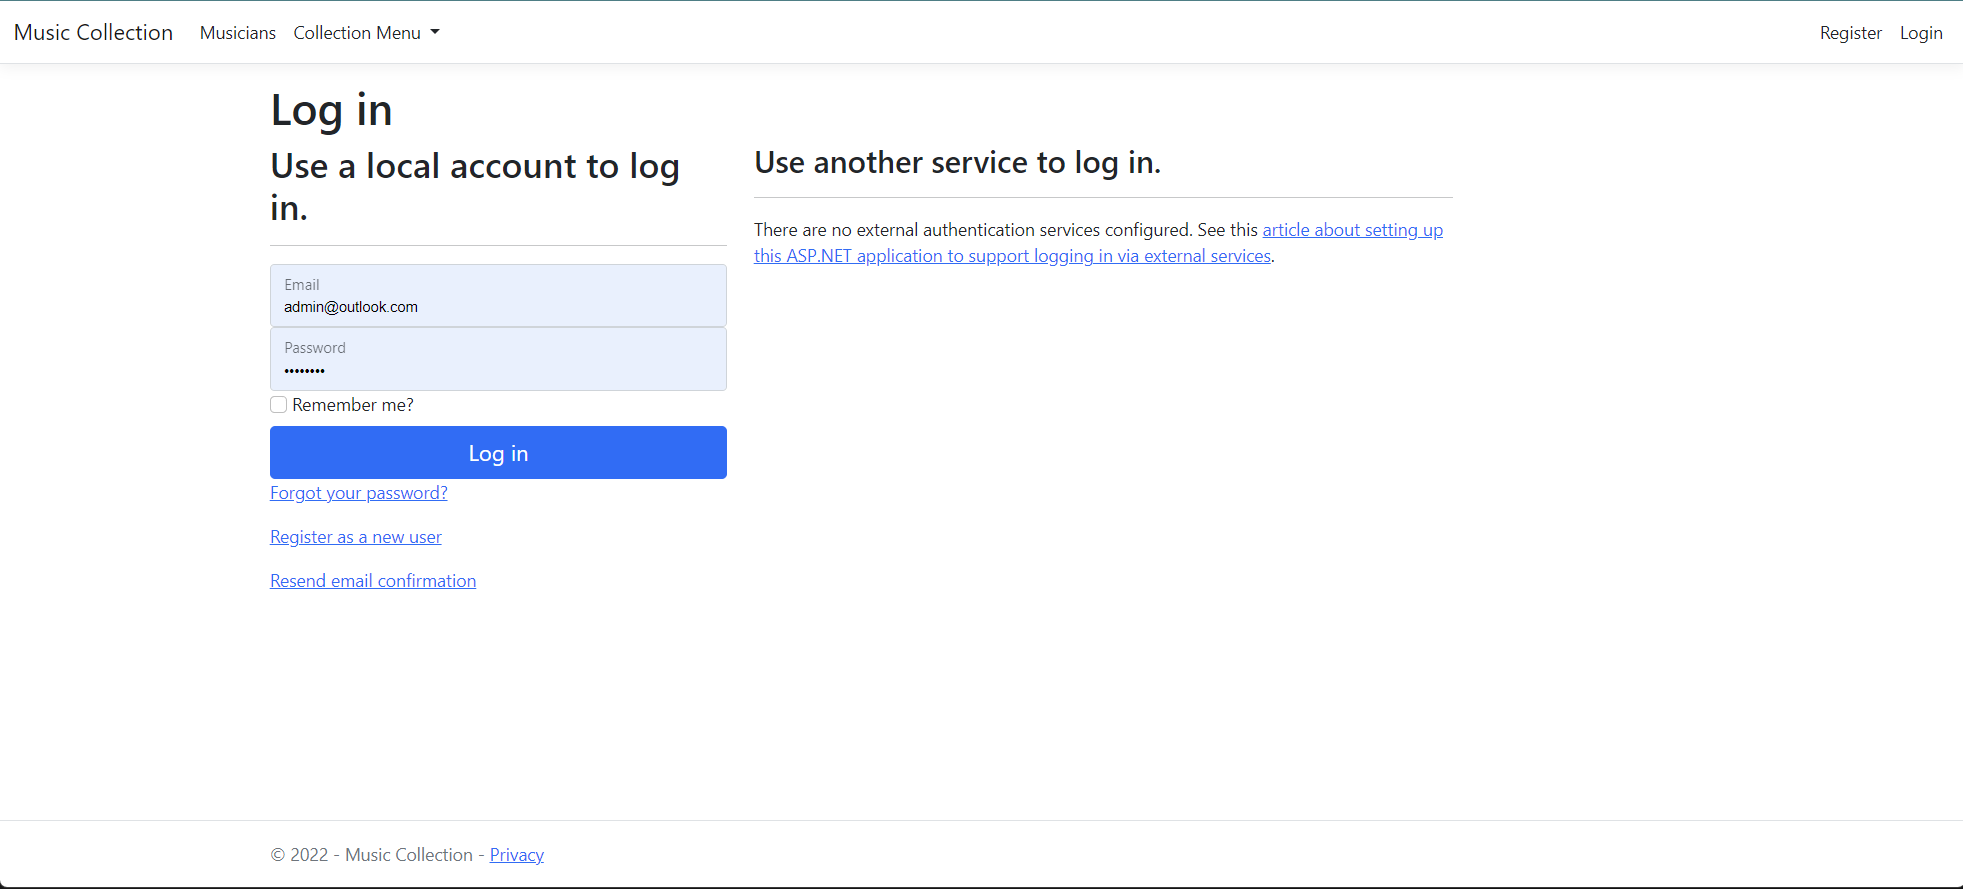 Music Collection Musicians Collection Menu Register Login
Log in
Use a local account to log
in.
Email
admin@outlook.com
Password
••••••••
Remember me?
Log in
Forgot your password?
Register as a new user
Resend email confirmation
Use another service to log in.
There are no external authentication services configured. See this article about setting up
this ASP.NET application to support logging in via external services.
© 2022 - Music Collection - Privacy